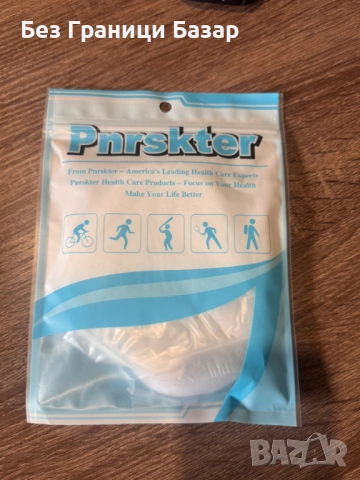 Без Граници Базар
Pnrskter
From Pnrskter – America's Leading Health Care Experts
Pnrskter Health Care Products – Focus on Your Health
Make Your Life Better
BAZAR